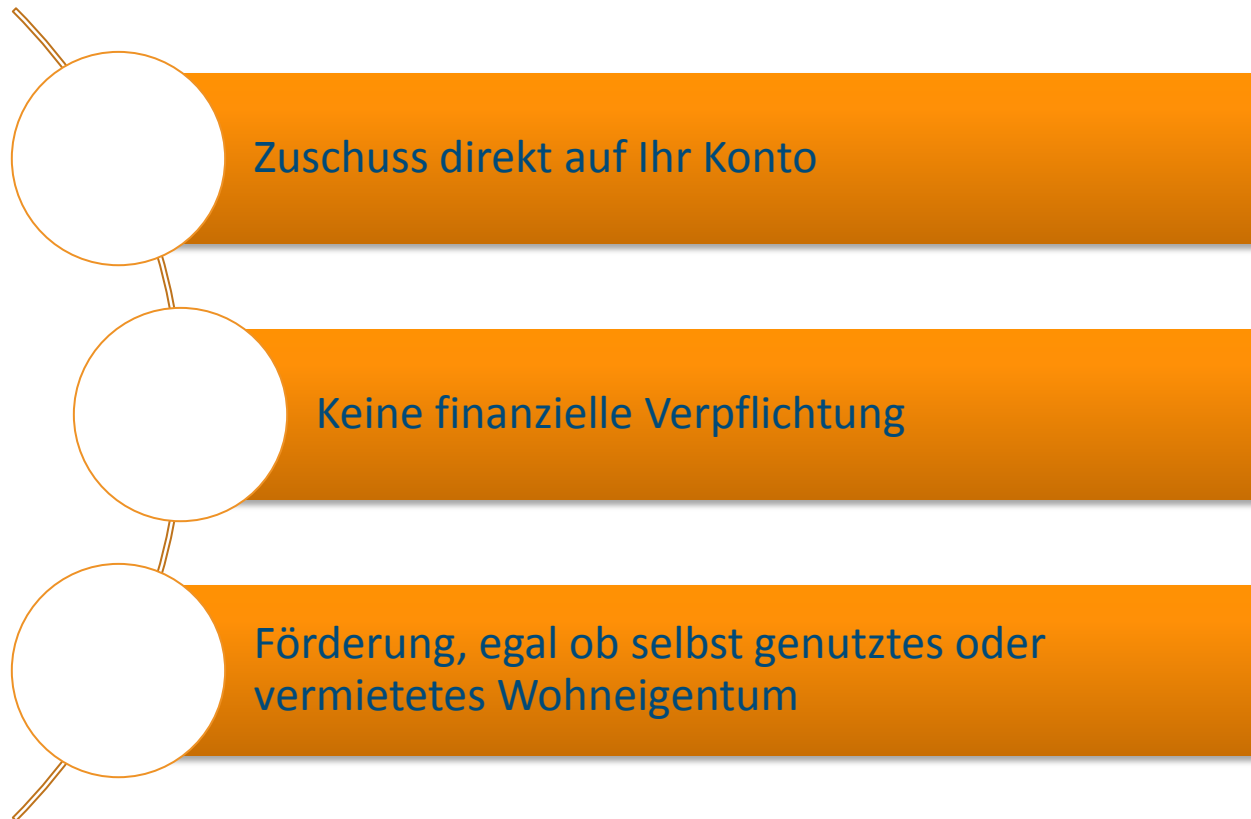 Zuschuss direkt auf Ihr Konto
Keine finanzielle Verpflichtung
Förderung, egal ob selbst genutztes oder
vermietetes Wohneigentum